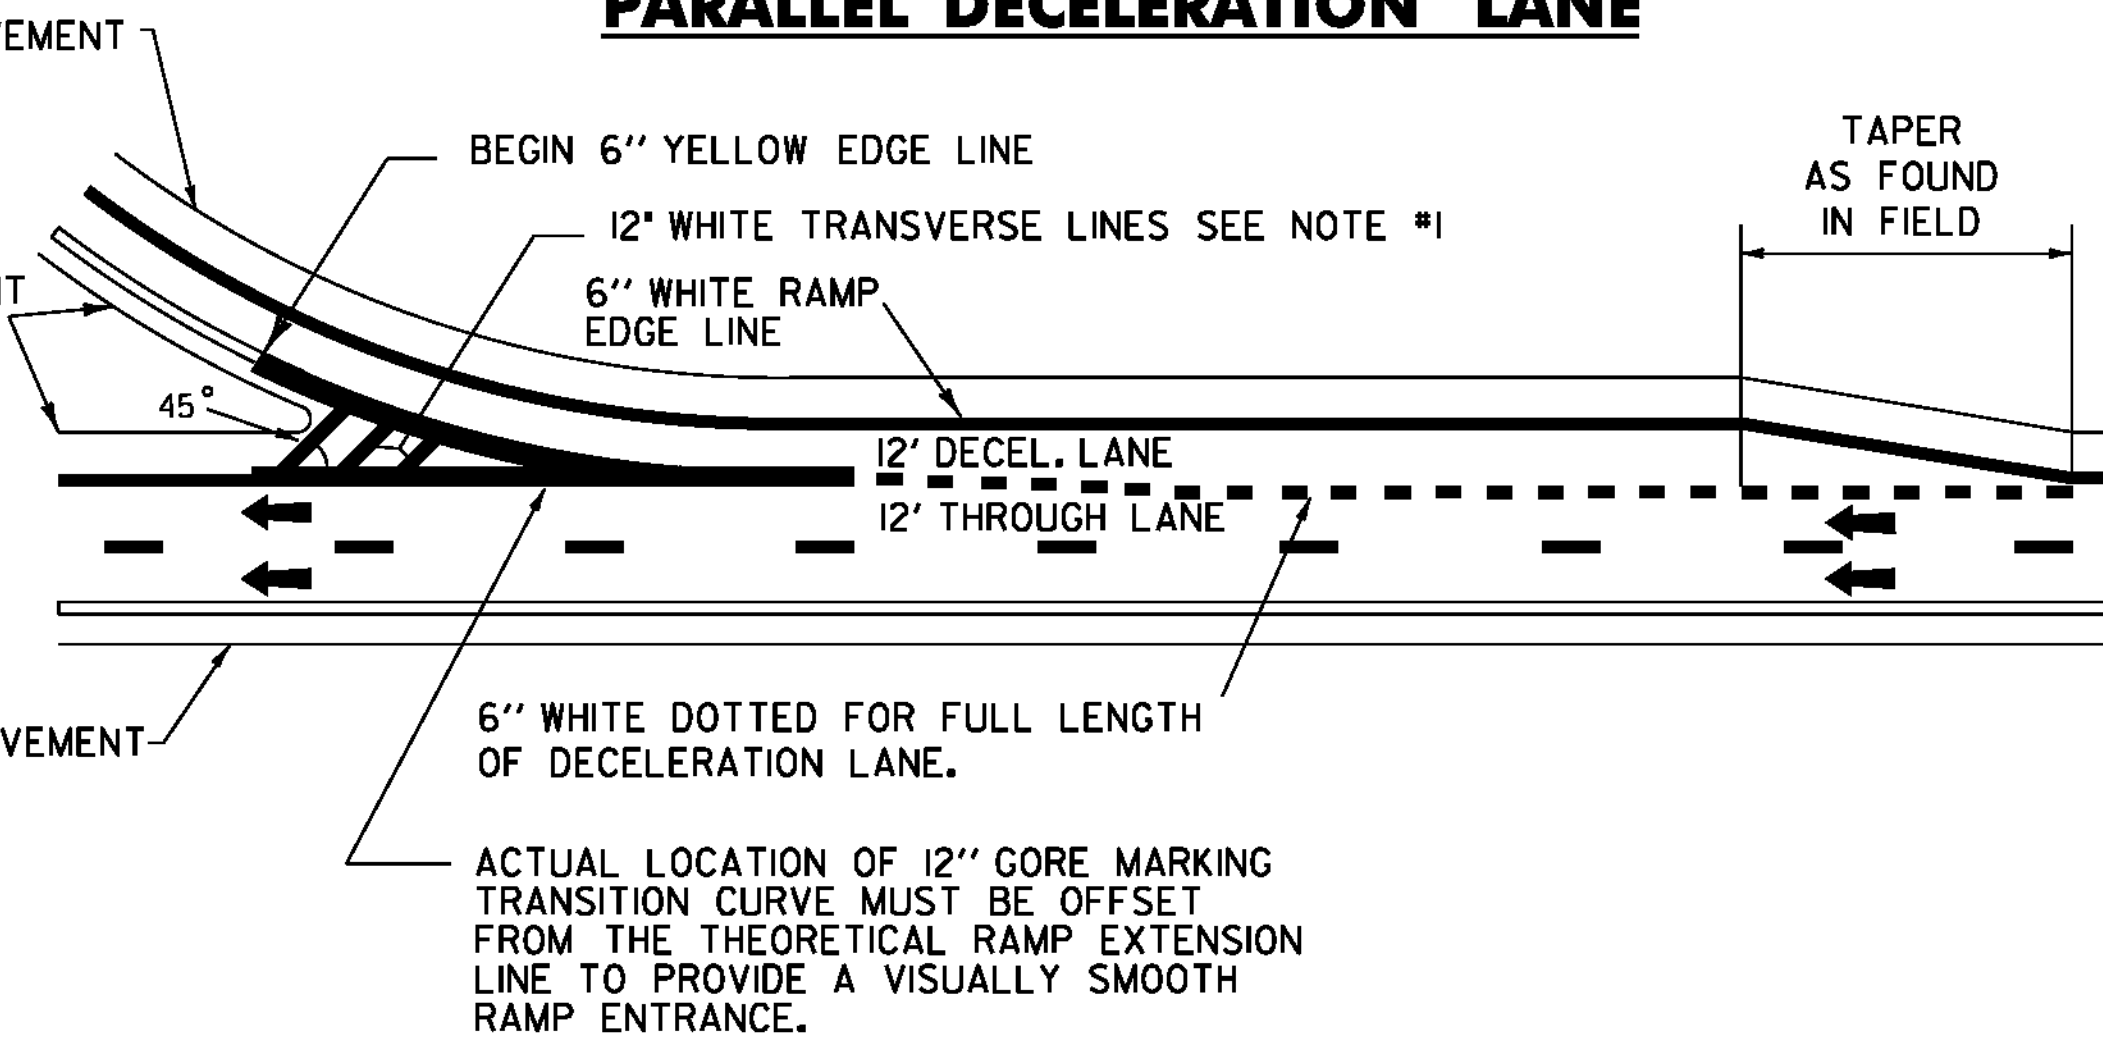 PARALLEL DECELERATION LANE
EMENT
BEGIN 6" YELLOW EDGE LINE
12" WHITE TRANSVERSE LINES SEE NOTE #1
6" WHITE RAMP
EDGE LINE
TAPER
AS FOUND
IN FIELD
45°
12' DECEL. LANE
12' THROUGH LANE
6" WHITE DOTTED FOR FULL LENGTH
OF DECELERATION LANE.
VEMENT
ACTUAL LOCATION OF 12" GORE MARKING
TRANSITION CURVE MUST BE OFFSET
FROM THE THEORETICAL RAMP EXTENSION
LINE TO PROVIDE A VISUALLY SMOOTH
RAMP ENTRANCE.